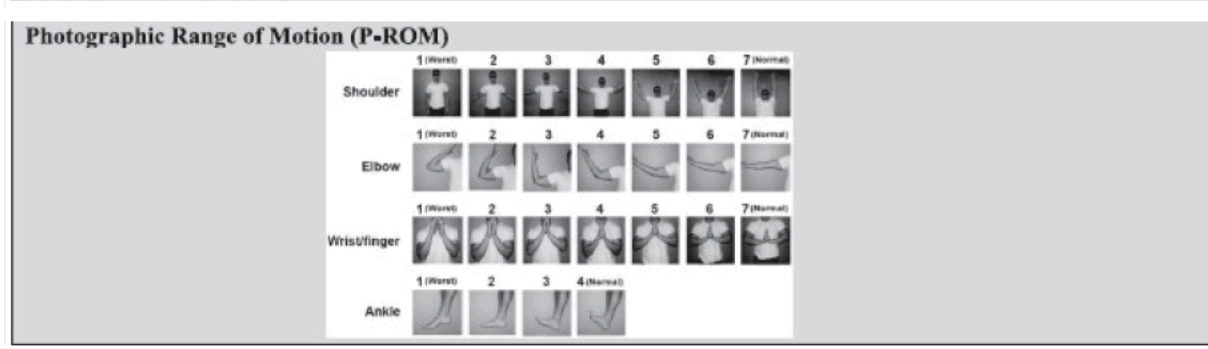 Photographic Range of Motion (P-ROM)
1 (Worst) 2 3 4 5 6 7 (Normal)
Shoulder
1 (Worst) 2 3 4 5 6 7 (Normal)
Elbow
1 (Worst) 2 3 4 5 6 7 (Normal)
Wrist/finger
1 (Worst) 2 3 4 (Normal)
Ankle